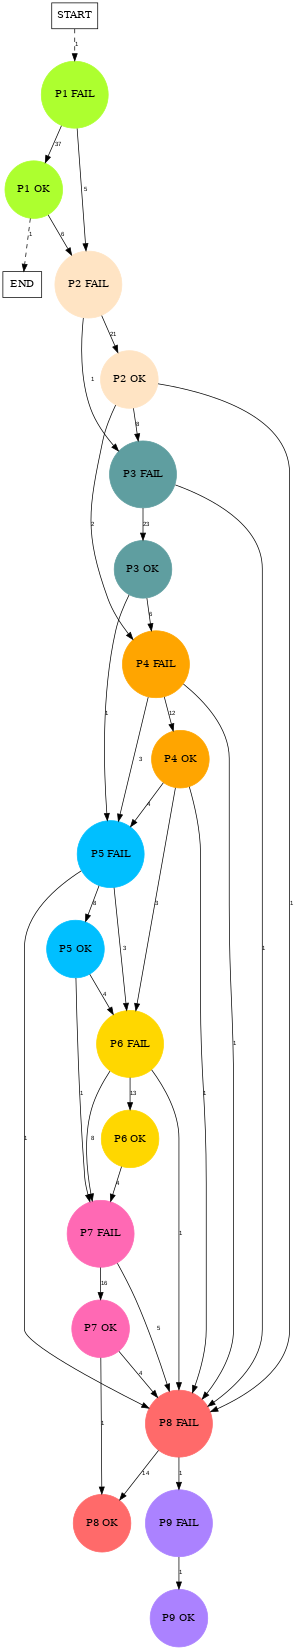 START
1
P1 FAIL
37
5
P1 OK
1
6
END
P2 FAIL
21
1
P2 OK
8
2
1
P3 FAIL
23
1
P3 OK
6
1
P4 FAIL
12
3
1
P4 OK
4
3
1
P5 FAIL
8
3
1
P5 OK
4
1
P6 FAIL
13
8
1
P6 OK
4
P7 FAIL
16
5
P7 OK
4
1
P8 FAIL
14
1
P8 OK
P9 FAIL
1
P9 OK